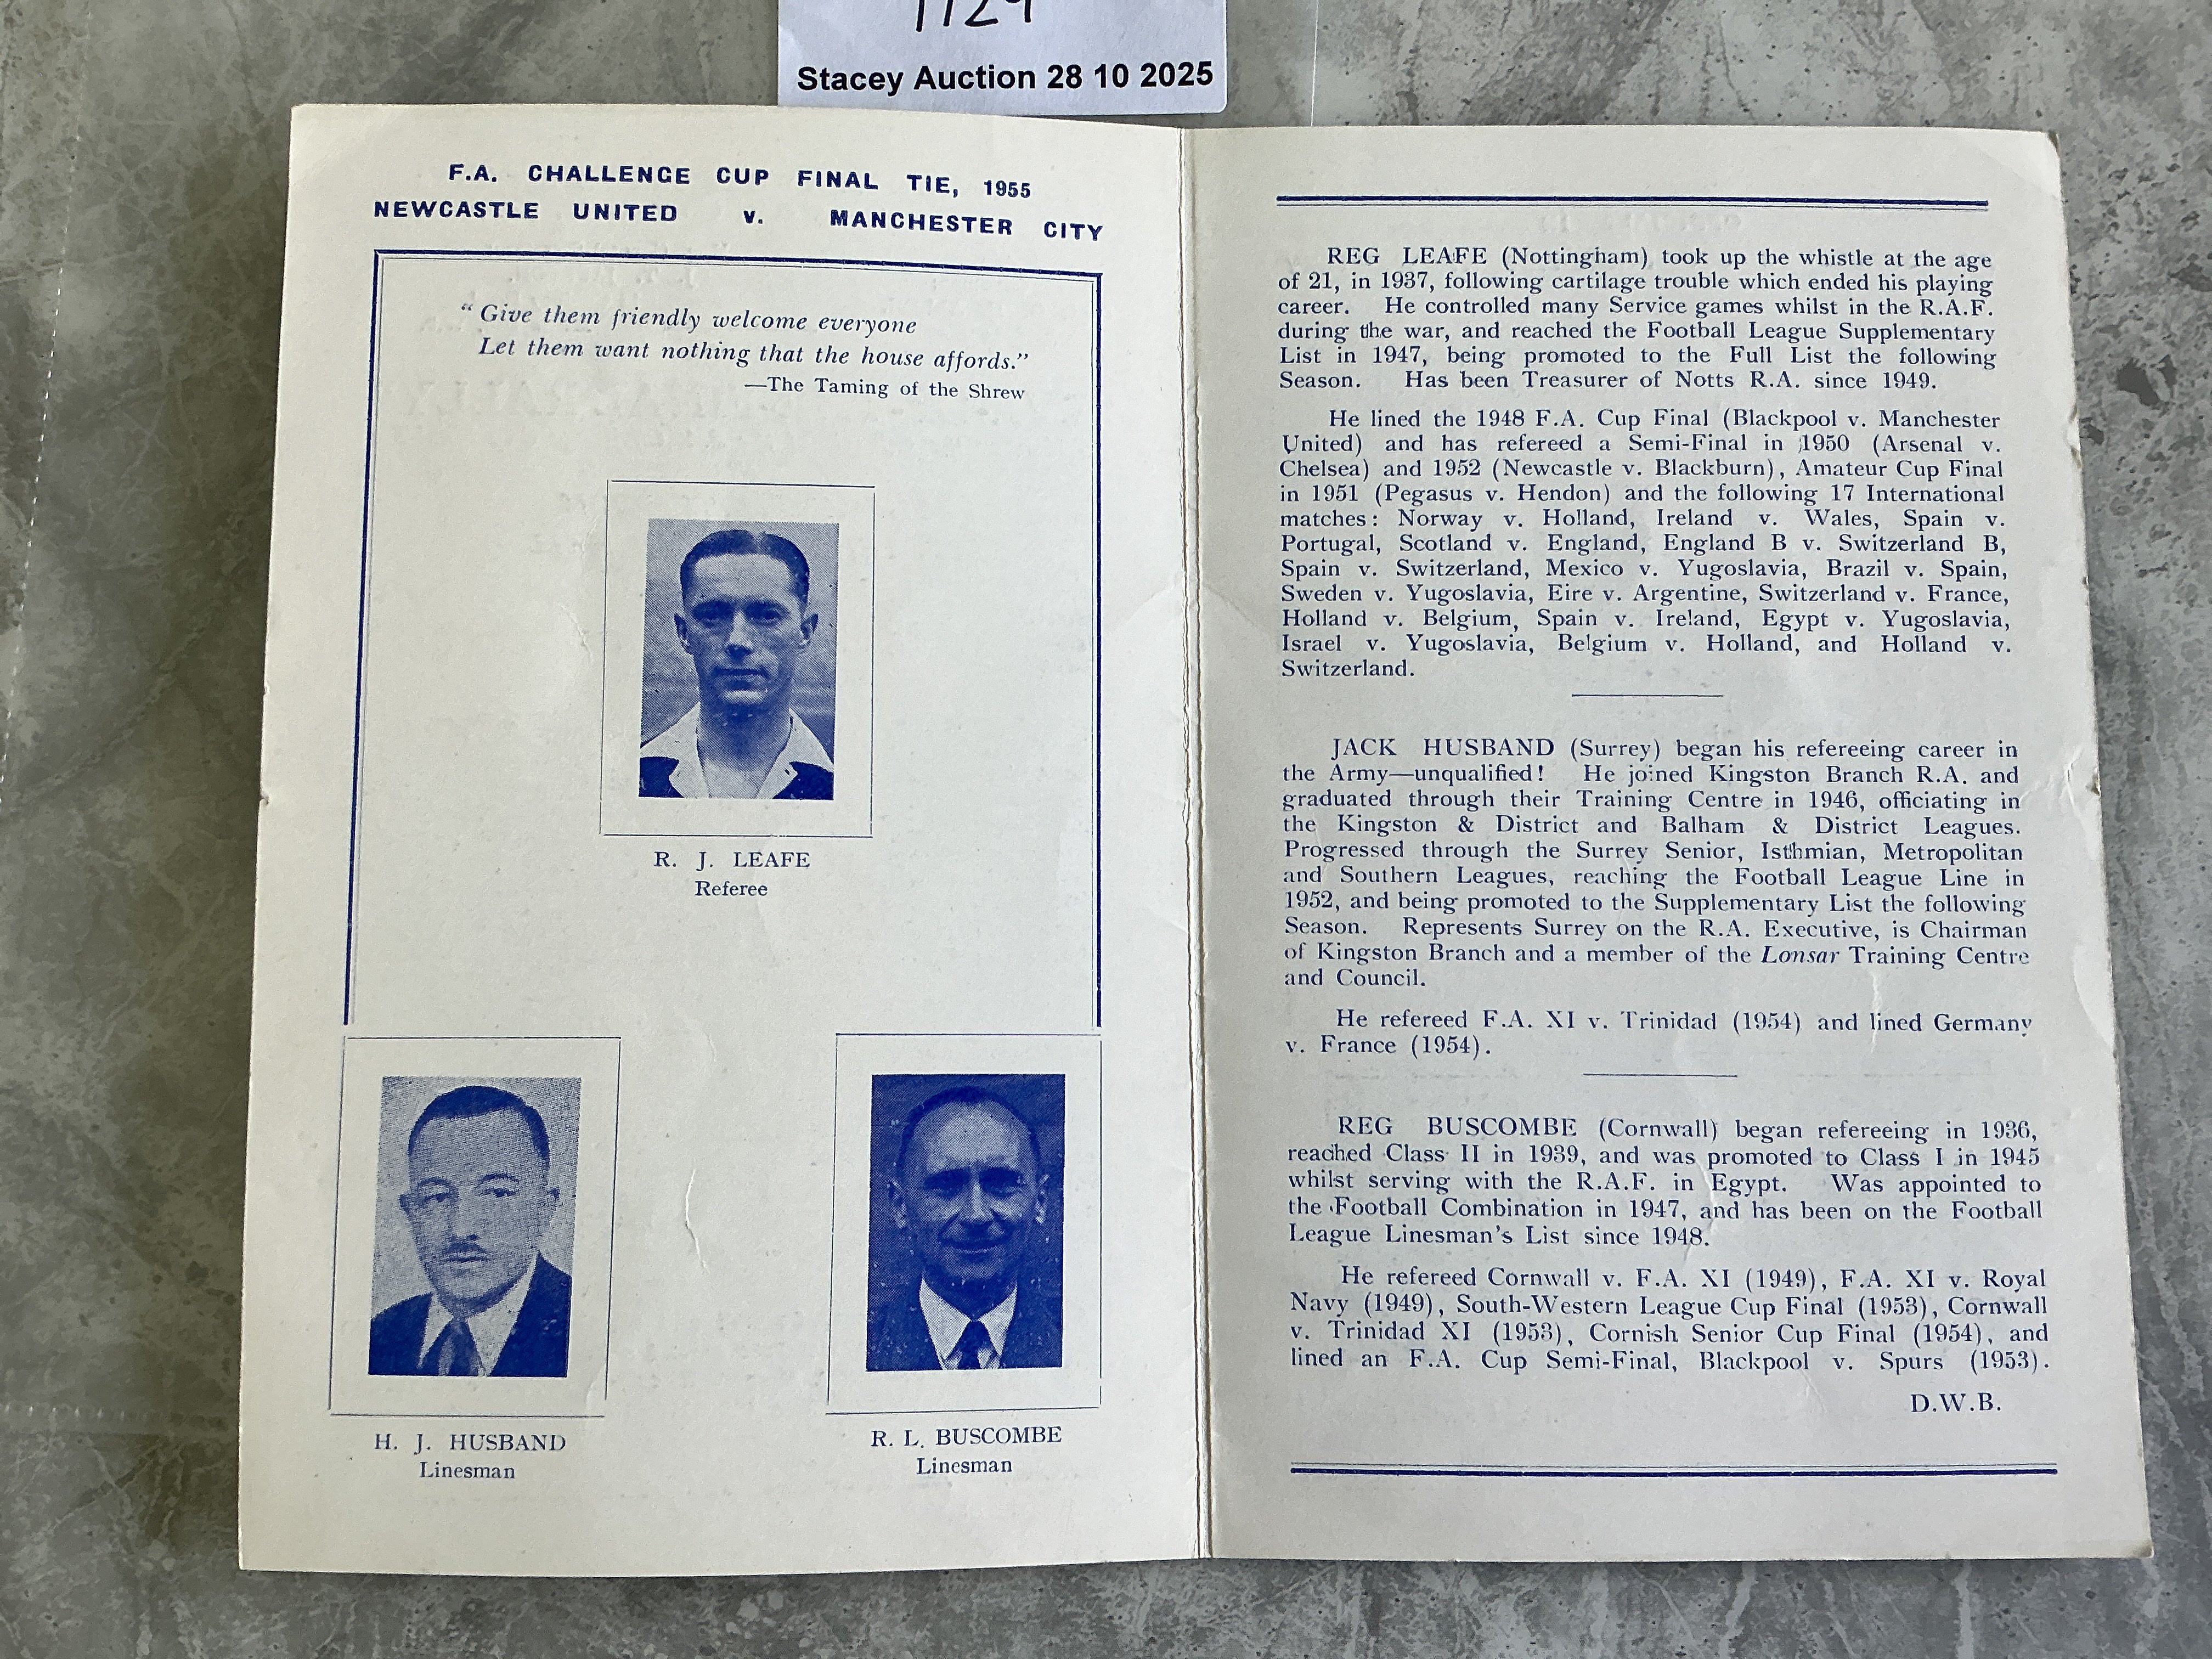 Stacey Auction 28 10 2025
F.A. CHALLENGE CUP FINAL TIE, 1955
NEWCASTLE UNITED v. MANCHESTER CITY
“Give them friendly welcome everyone
Let them want nothing that the house affords.”
—The Taming of the Shrew
R. J. LEAFE
Referee
H. J. HUSBAND
Linesman
R. L. BUSCOMBE
Linesman
REG LEAFE (Nottingham) took up the whistle at the age
of 21, in 1937, following cartilage trouble which ended his playing
career. He controlled many Service games whilst in the R.A.F.
during the war, and reached the Football League Supplementary
List in 1947, being promoted to the Full List the following
Season. Has been Treasurer of Notts R.A. since 1949.
He lined the 1948 F.A. Cup Final (Blackpool v. Manchester
United) and has refereed a Semi-Final in 1950 (Arsenal v.
Chelsea) and 1952 (Newcastle v. Blackburn), Amateur Cup Final
in 1951 (Pegasus v. Hendon) and the following 17 International
matches: Norway v. Holland, Ireland v. Wales, Spain v.
Portugal, Scotland v. England, England B v. Switzerland B,
Spain v. Switzerland, Mexico v. Yugoslavia, Brazil v. Spain,
Sweden v. Yugoslavia, Eire v. Argentine, Switzerland v. France,
Holland v. Belgium, Spain v. Ireland, Egypt v. Yugoslavia,
Israel v. Yugoslavia, Belgium v. Holland, and Holland v.
Switzerland.
JACK HUSBAND (Surrey) began his refereeing career in
the Army—unqualified! He joined Kingston Branch R.A. and
graduated through their Training Centre in 1946, officiating in
the Kingston & District and Balham & District Leagues.
Progressed through the Surrey Senior, Isthmian, Metropolitan
and Southern Leagues, reaching the Football League Line in
1952, and being promoted to the Supplementary List the following
Season. Represents Surrey on the R.A. Executive, is Chairman
of Kingston Branch and a member of the Lonsar Training Centre
and Council.
He refereed F.A. XI v. Trinidad (1954) and lined Germany
v. France (1954).
REG BUSCOMBE (Cornwall) began refereeing in 1936,
reached Class II in 1939, and was promoted to Class I in 1945
whilst serving with the R.A.F. in Egypt. Was appointed to
the Football Combination in 1947, and has been on the Football
League Linesman's List since 1948.
He refereed Cornwall v. F.A. XI (1949), F.A. XI v. Royal
Navy (1949), South-Western League Cup Final (1953), Cornwall
v. Trinidad XI (1953), Cornish Senior Cup Final (1954), and
lined an F.A. Cup Semi-Final, Blackpool v. Spurs (1953).
D.W.B.